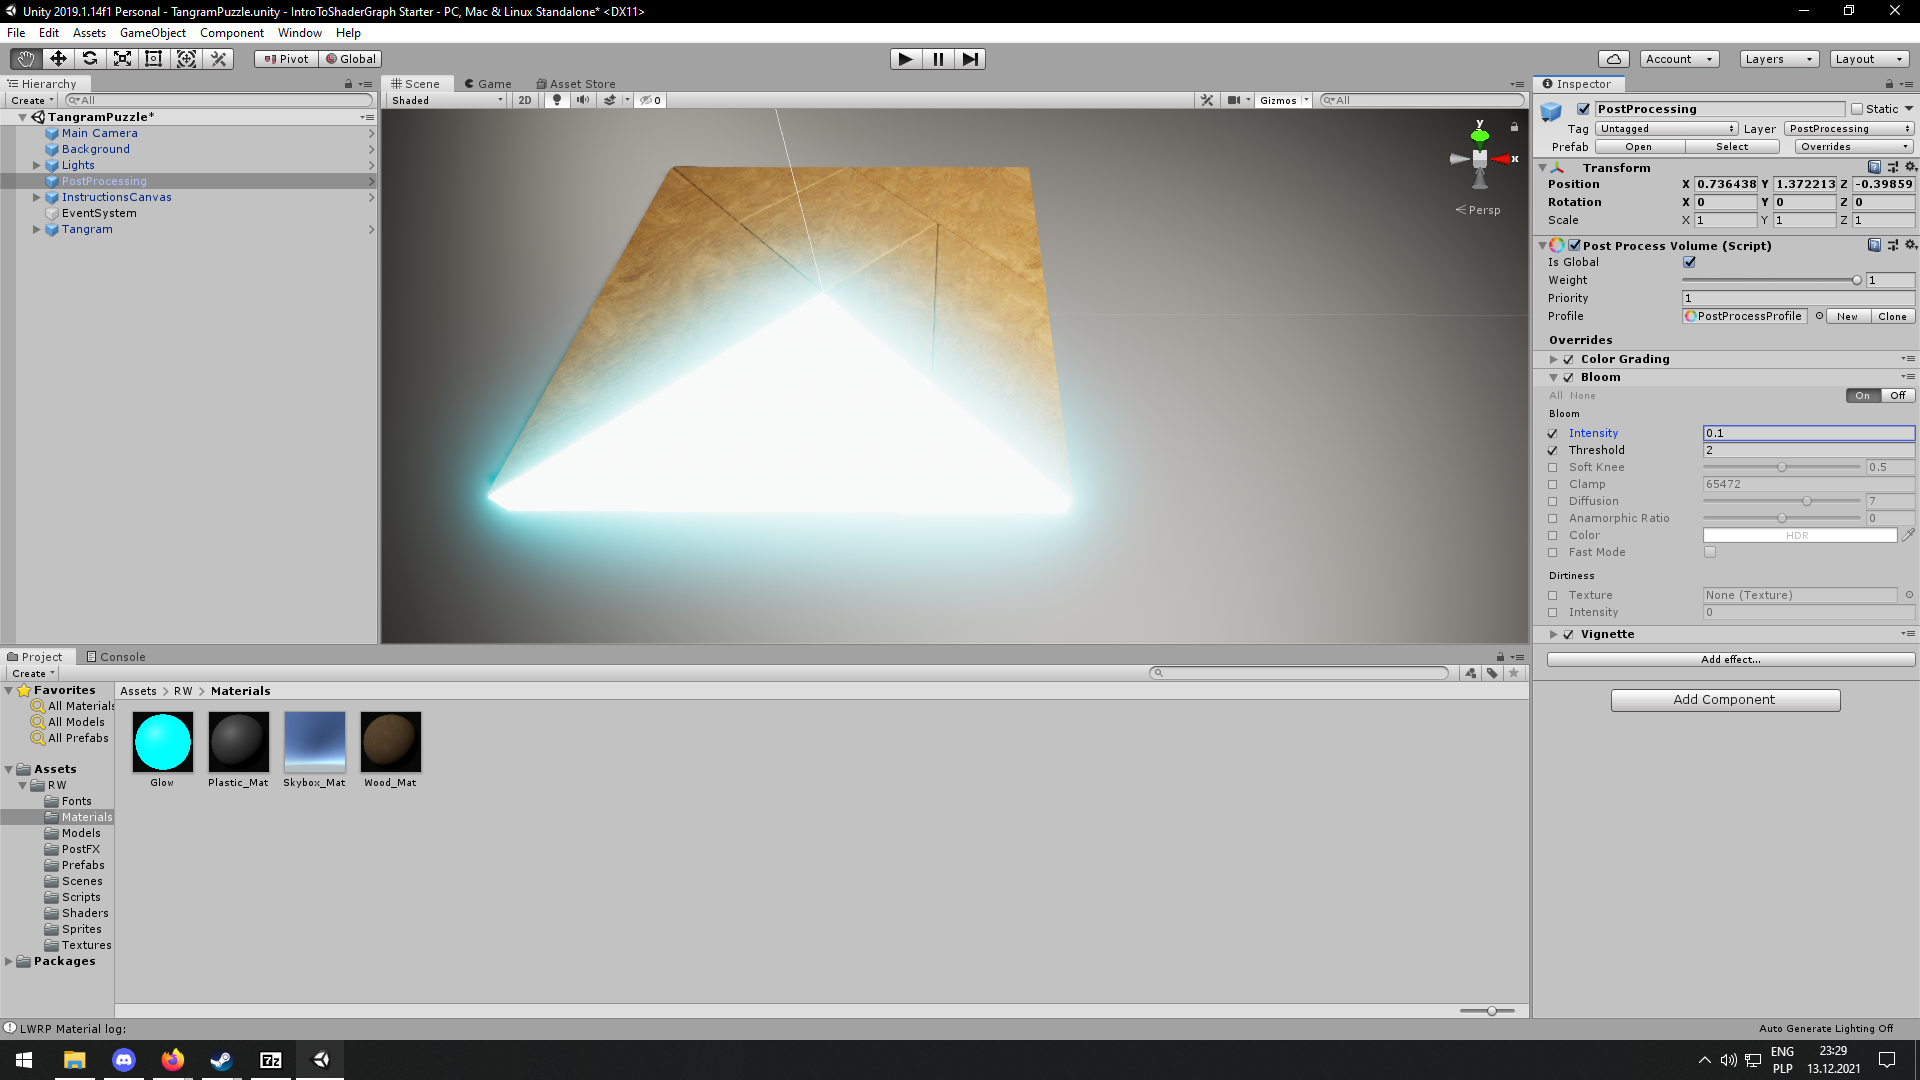 Unity 2019.1.14f1 Personal - TangramPuzzle.unity - IntroToShaderGraph Starter - PC, Mac & Linux Standalone* <DX11>
File Edit Assets GameObject Component Window Help
Pivot Global Account Layers Layout
Hierarchy
Create All
TangramPuzzle*
Main Camera
Background
Lights
PostProcessing
InstructionsCanvas
EventSystem
Tangram
Scene Game Asset Store
Shaded 2D 0 Gizmos All
y
x
Persp
Inspector
PostProcessing Static
Tag Untagged Layer PostProcessing
Prefab Open Select Overrides
Transform
Position X 0.736438 Y 1.372213 Z -0.39859
Rotation X 0 Y 0 Z 0
Scale X 1 Y 1 Z 1
Post Process Volume (Script)
Is Global
Weight 1
Priority 1
Profile PostProcessProfile New Clone
Overrides
Color Grading
Bloom
All None On Off
Bloom
Intensity 0.1
Threshold 2
Soft Knee 0.5
Clamp 65472
Diffusion 7
Anamorphic Ratio 0
Color HDR
Fast Mode
Dirtiness
Texture None (Texture)
Intensity 0
Vignette
Add effect...
Add Component
Project Console
Create
Favorites
All Materials
All Models
All Prefabs
Assets
RW
Fonts
Materials
Models
PostFX
Prefabs
Scenes
Scripts
Shaders
Sprites
Textures
Packages
Assets > RW > Materials
Glow Plastic_Mat Skybox_Mat Wood_Mat
LWRP Material log:
Auto Generate Lighting Off
7z
ENG
PLP
23:29
13.12.2021